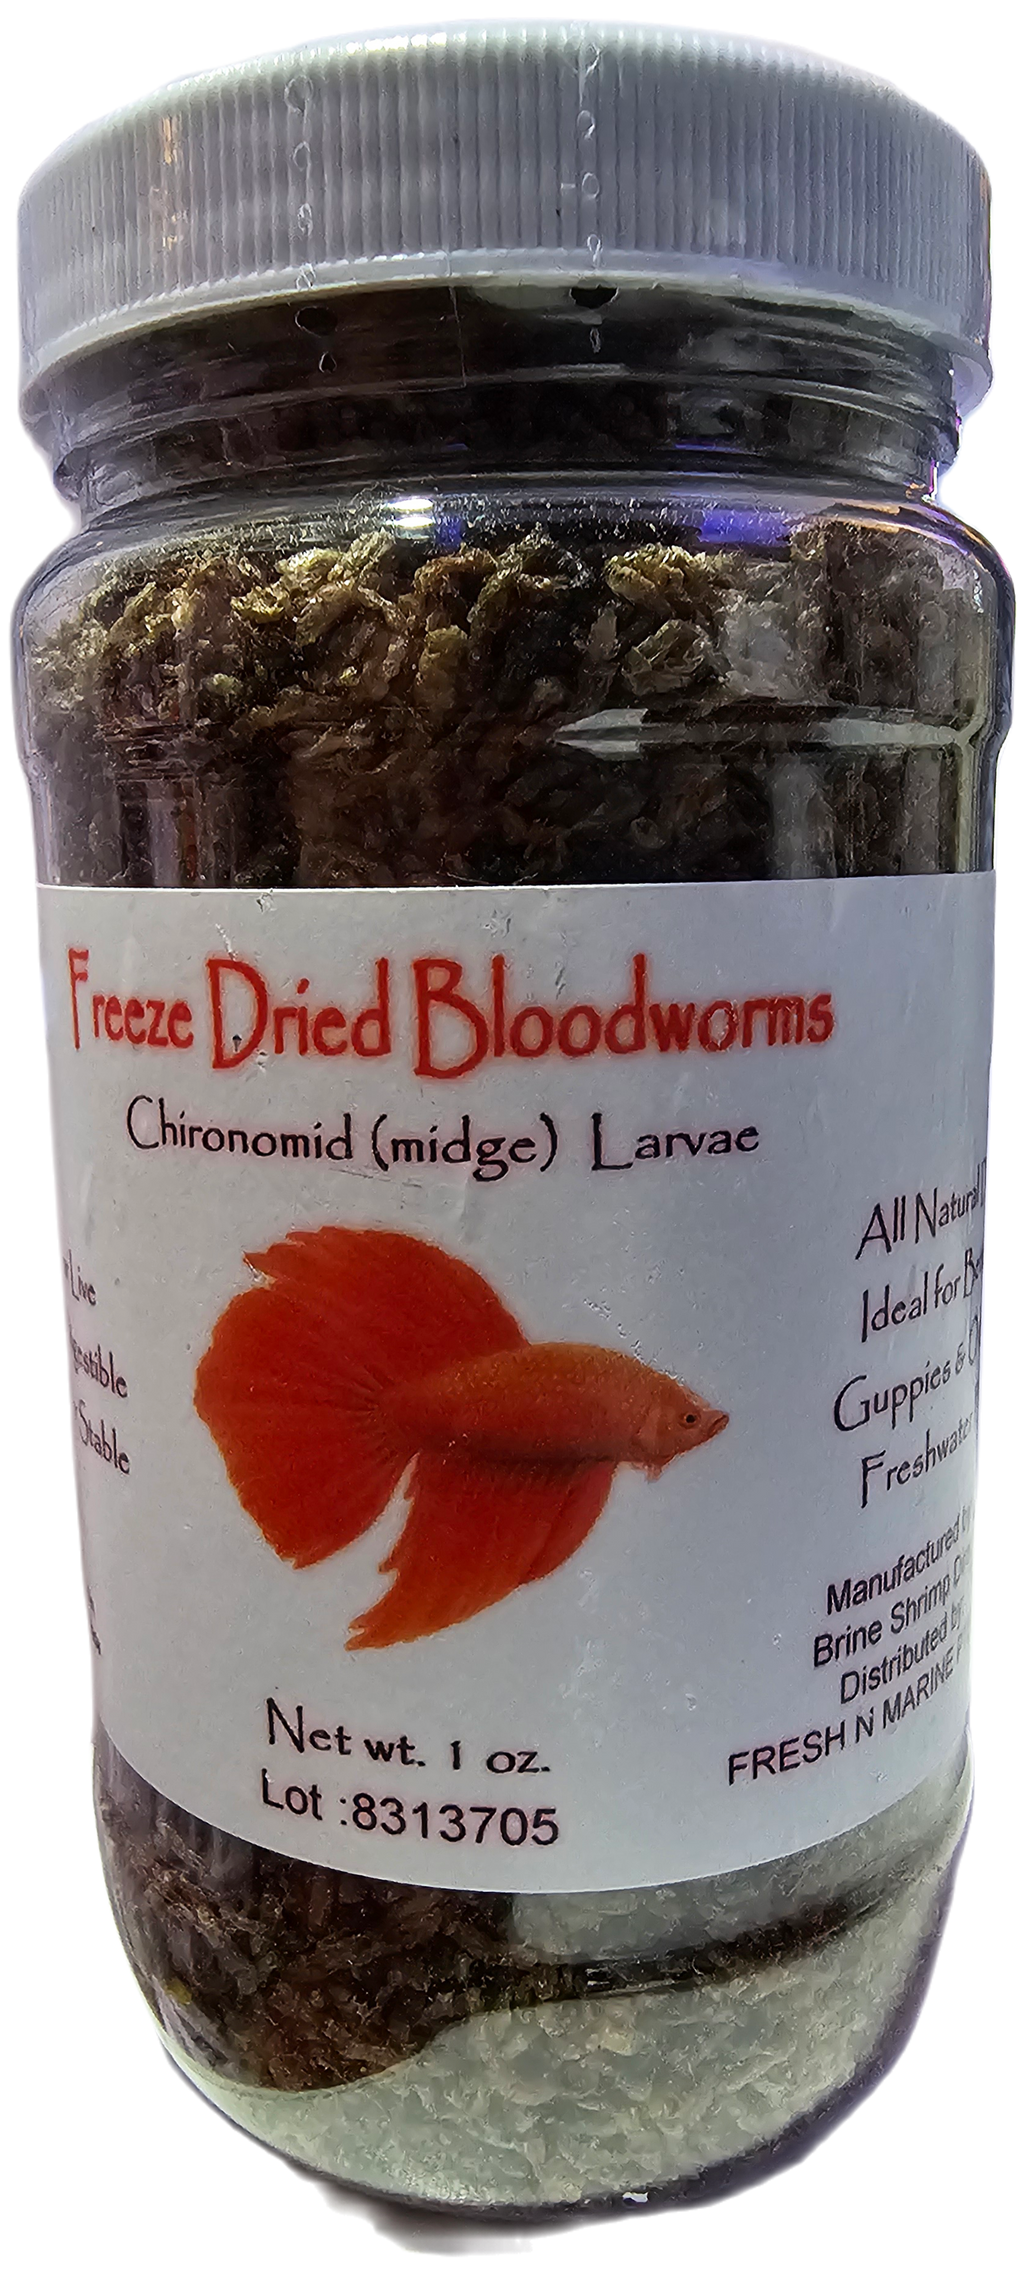 Freeze Dried Bloodworms
Chironomid (midge) Larvae
Live
Stable
All Natural
Ideal for
Guppies &
Freshwater
Manufactured by
Brine Shrimp
Distributed by:
FRESH N MARINE
Net wt. 1 oz.
Lot :8313705